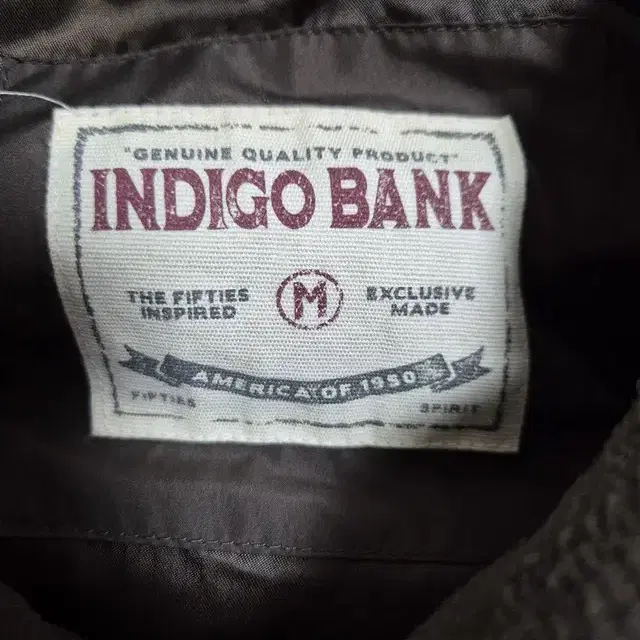 "GENUINE QUALITY PRODUCT"
INDIGO BANK
THE FIFTIES INSPIRED
M
EXCLUSIVE MADE
AMERICA OF 1950's
FIFTIES
SPIRIT